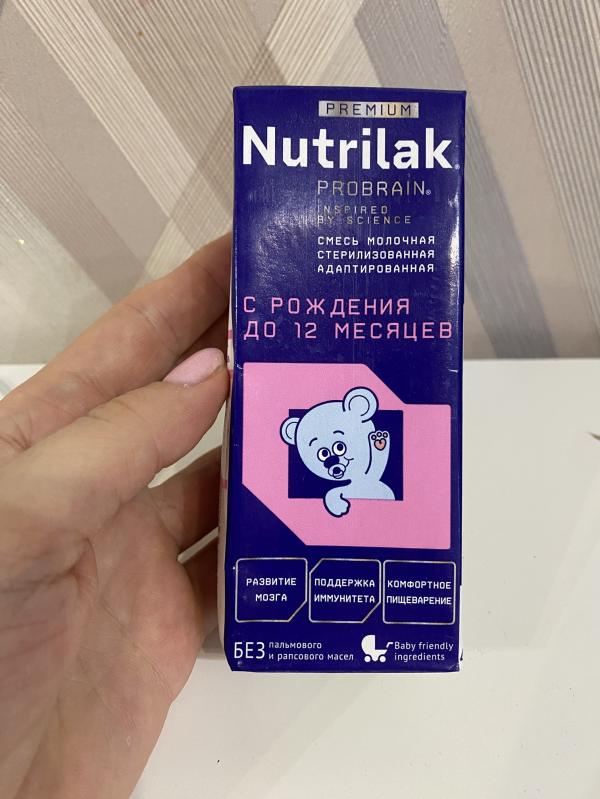 PREMIUM
Nutrilak®
PROBRAIN®
INSPIRED
BY SCIENCE
СМЕСЬ МОЛОЧНАЯ
СТЕРИЛИЗОВАННАЯ
АДАПТИРОВАННАЯ
С РОЖДЕНИЯ
ДО 12 МЕСЯЦЕВ
РАЗВИТИЕ
МОЗГА
ПОДДЕРЖКА
ИММУНИТЕТА
КОМФОРТНОЕ
ПИЩЕВАРЕНИЕ
БЕЗ пальмового
и рапсового масел
Baby friendly
ingredients